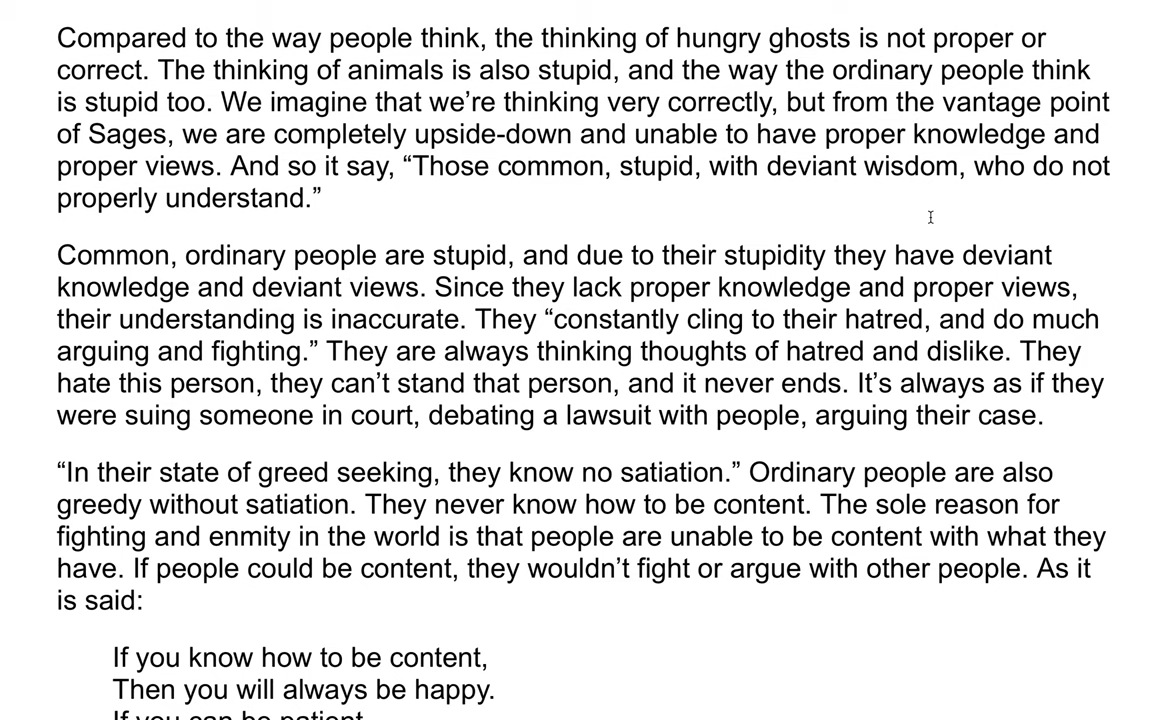 Compared to the way people think, the thinking of hungry ghosts is not proper or
correct. The thinking of animals is also stupid, and the way the ordinary people think
is stupid too. We imagine that we're thinking very correctly, but from the vantage point
of Sages, we are completely upside-down and unable to have proper knowledge and
proper views. And so it say, “Those common, stupid, with deviant wisdom, who do not
properly understand.”
Common, ordinary people are stupid, and due to their stupidity they have deviant
knowledge and deviant views. Since they lack proper knowledge and proper views,
their understanding is inaccurate. They “constantly cling to their hatred, and do much
arguing and fighting.” They are always thinking thoughts of hatred and dislike. They
hate this person, they can't stand that person, and it never ends. It's always as if they
were suing someone in court, debating a lawsuit with people, arguing their case.
“In their state of greed seeking, they know no satiation.” Ordinary people are also
greedy without satiation. They never know how to be content. The sole reason for
fighting and enmity in the world is that people are unable to be content with what they
have. If people could be content, they wouldn't fight or argue with other people. As it
is said:
If you know how to be content,
Then you will always be happy.
If you can be patient